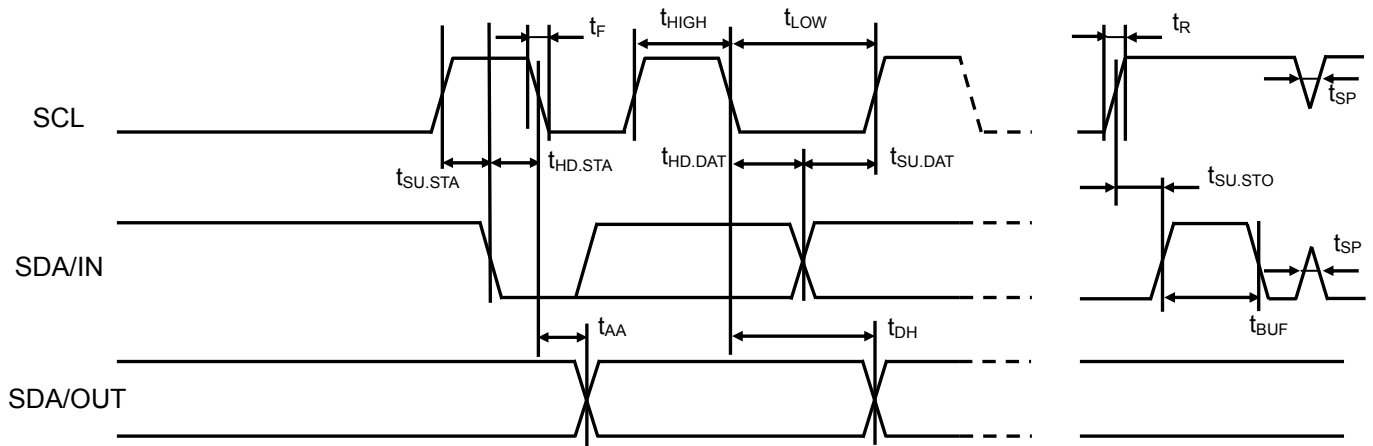 tF
tHIGH
tLOW
tR
SCL
tSP
tSU.STA
tHD.STA
tHD.DAT
tSU.DAT
tSU.STO
SDA/IN
tSP
tBUF
tAA
tDH
SDA/OUT